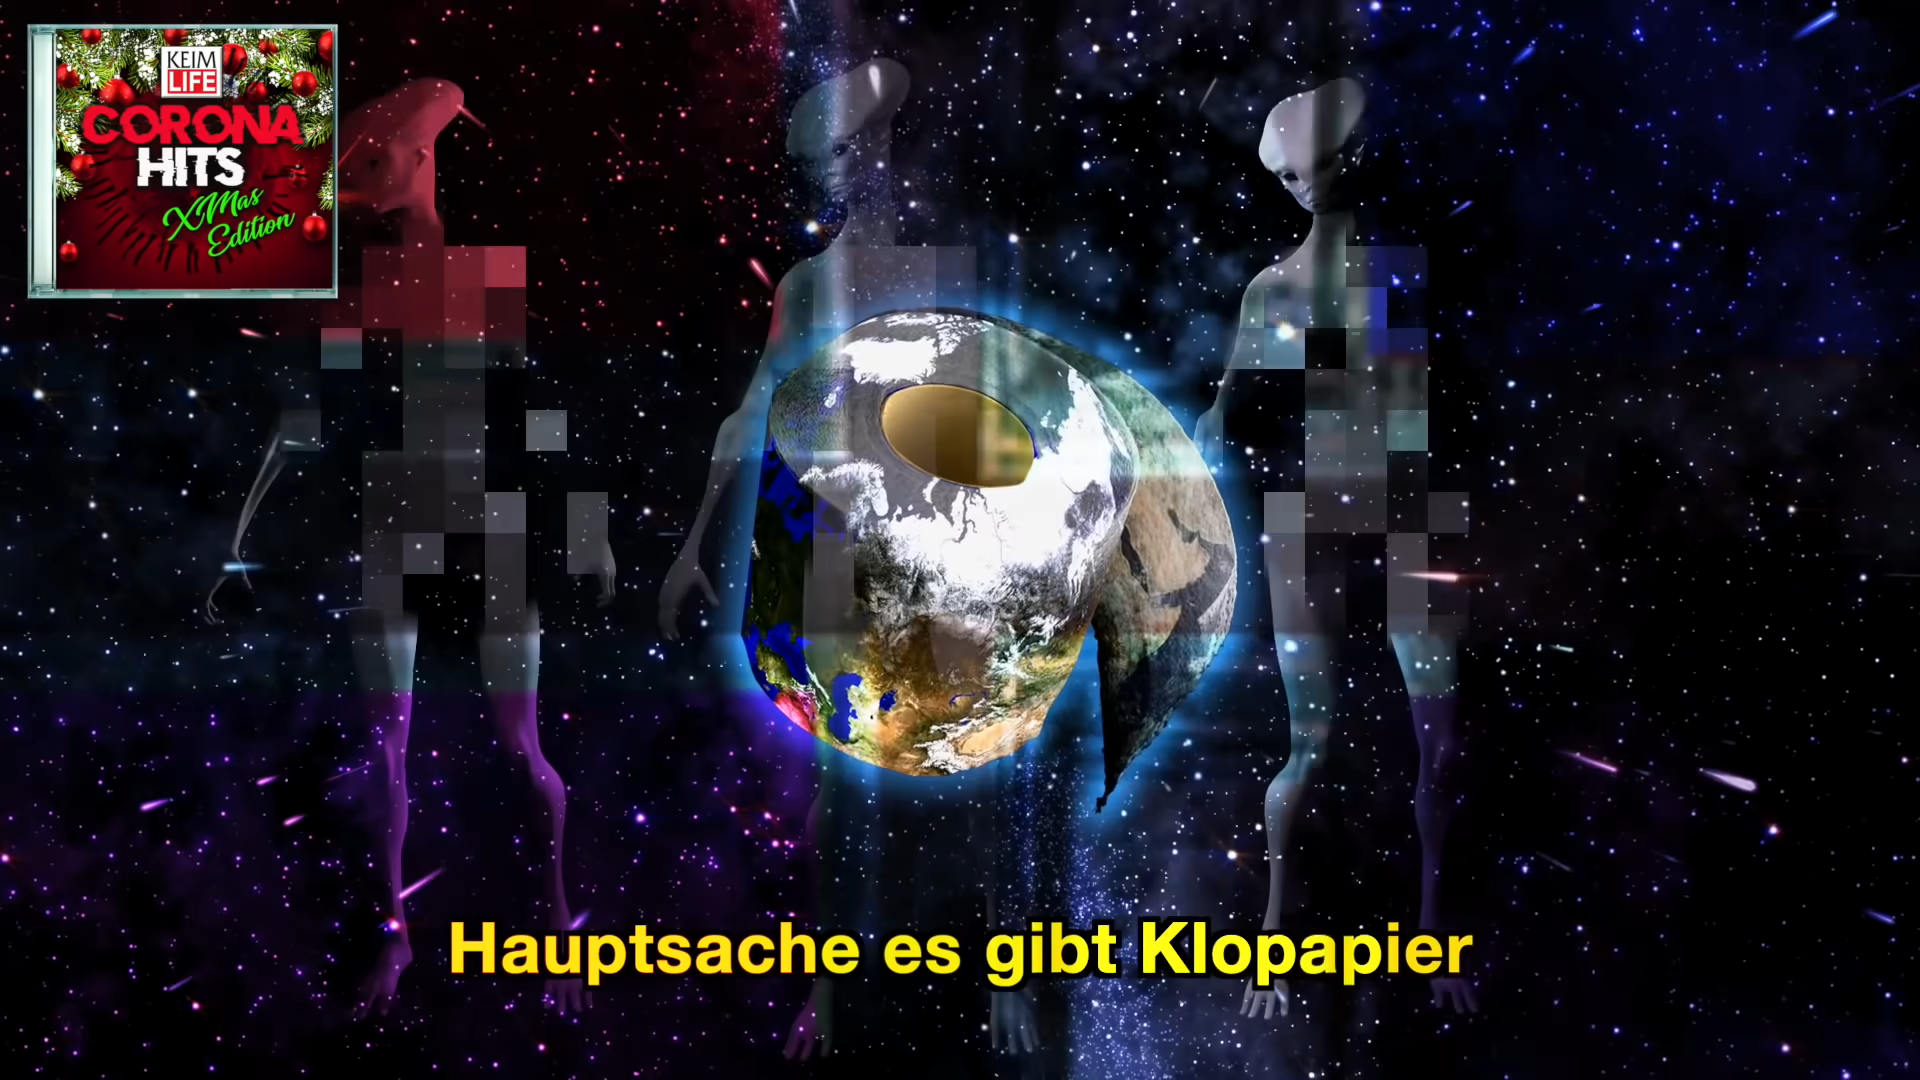 KEIM
LIFE
CORONA
HITS
XMas
Edition
Hauptsache es gibt Klopapier